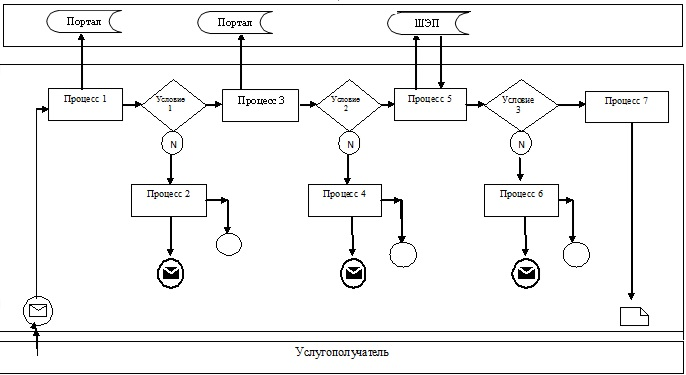 Портал
Портал
ШЭП
Процесс 1
Условие
1
Процесс 3
Условие
2
Процесс 5
Условие
3
Процесс 7
N
N
N
Процесс 2
Процесс 4
Процесс 6
Услугополучатель